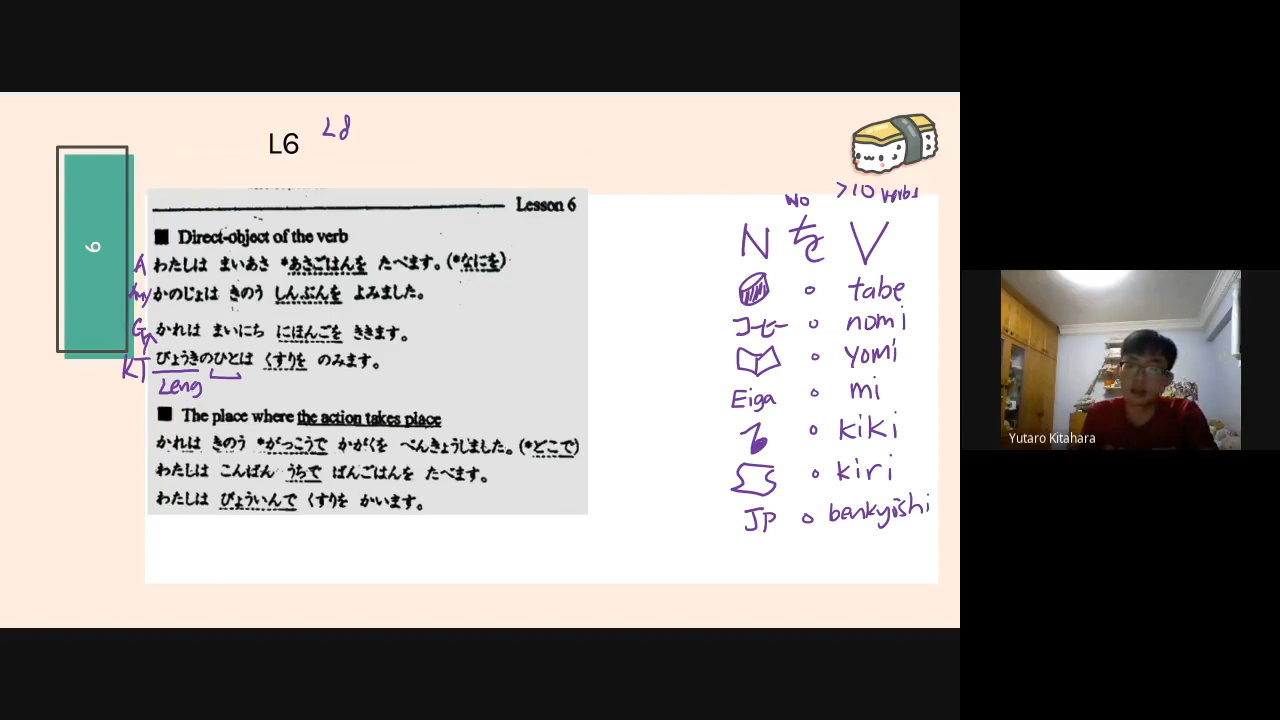 L6 L8
>10 verbs
wo
N を V
Lesson 6
■ Direct-object of the verb
A わたしは まいあさ *あさごはんを たべます。(*なにを)
かのじょは きのう しんぶんを よみました。
かれは まいにち にほんごを ききます。
KT びょうきのひとは くすりを のみます。
Leng
■ The place where the action takes place
かれは きのう *がっこうで かがくを べんきょうしました。(*どこで)
わたしは こんばん うちで ばんごはんを たべます。
わたしは びょういんで くすりを かいます。
o tabe
コーヒー o nomi
o yomi
Eiga o mi
o kiki
o kiri
JP o benkyōshi
6
Yutaro Kitahara